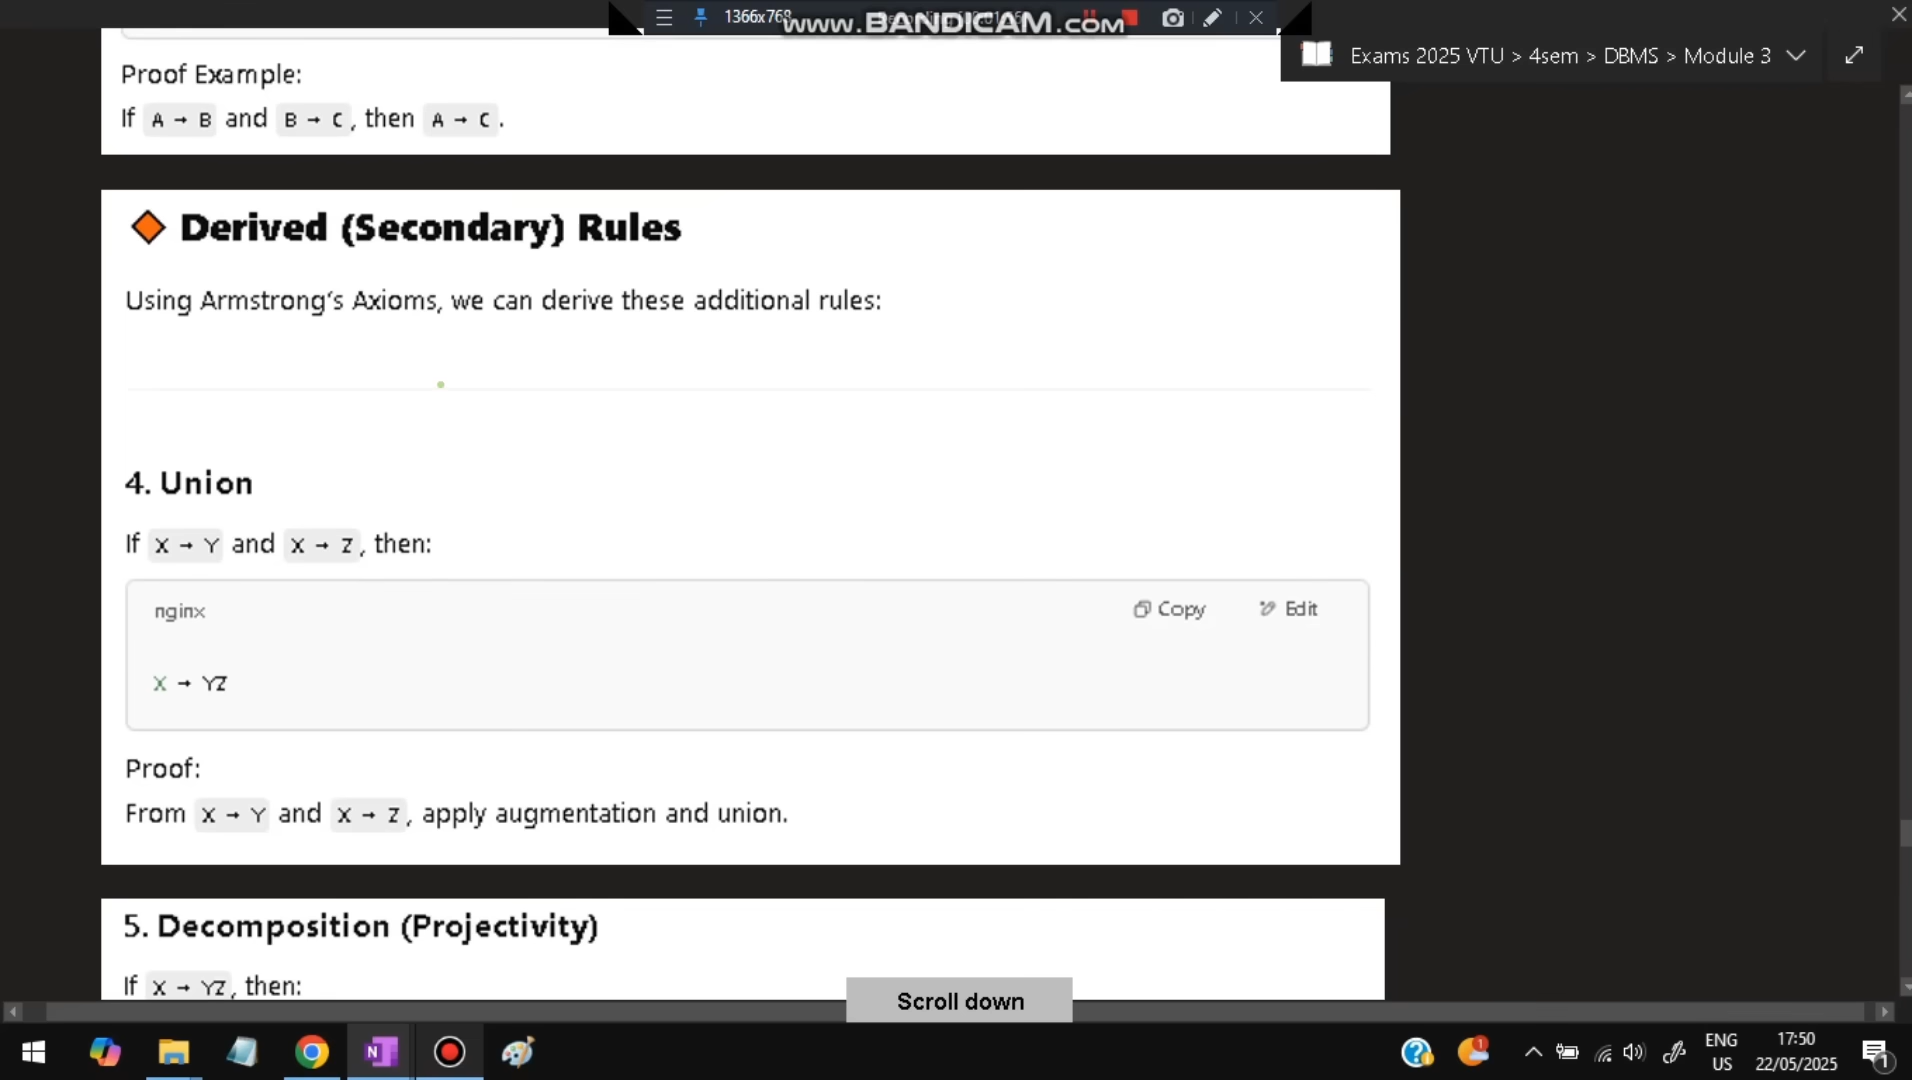 1366x768
www.BANDICAM.com
Exams 2025 VTU > 4sem > DBMS > Module 3
Proof Example:
If A → B and B → C, then A → C.
Derived (Secondary) Rules
Using Armstrong's Axioms, we can derive these additional rules:
4. Union
If X → Y and X → Z, then:
nginx
Copy
Edit
X → YZ
Proof:
From X → Y and X → Z, apply augmentation and union.
5. Decomposition (Projectivity)
If X → YZ, then:
Scroll down
N
1
ENG
US
17:50
22/05/2025
1